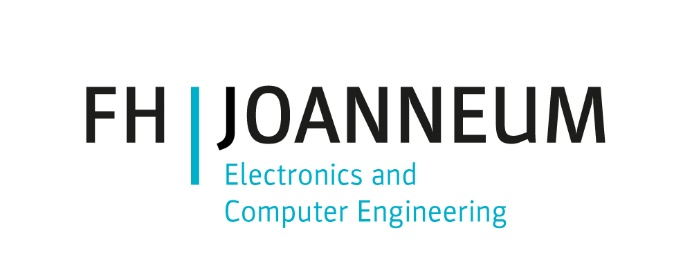 FH JOANNEUM
Electronics and
Computer Engineering